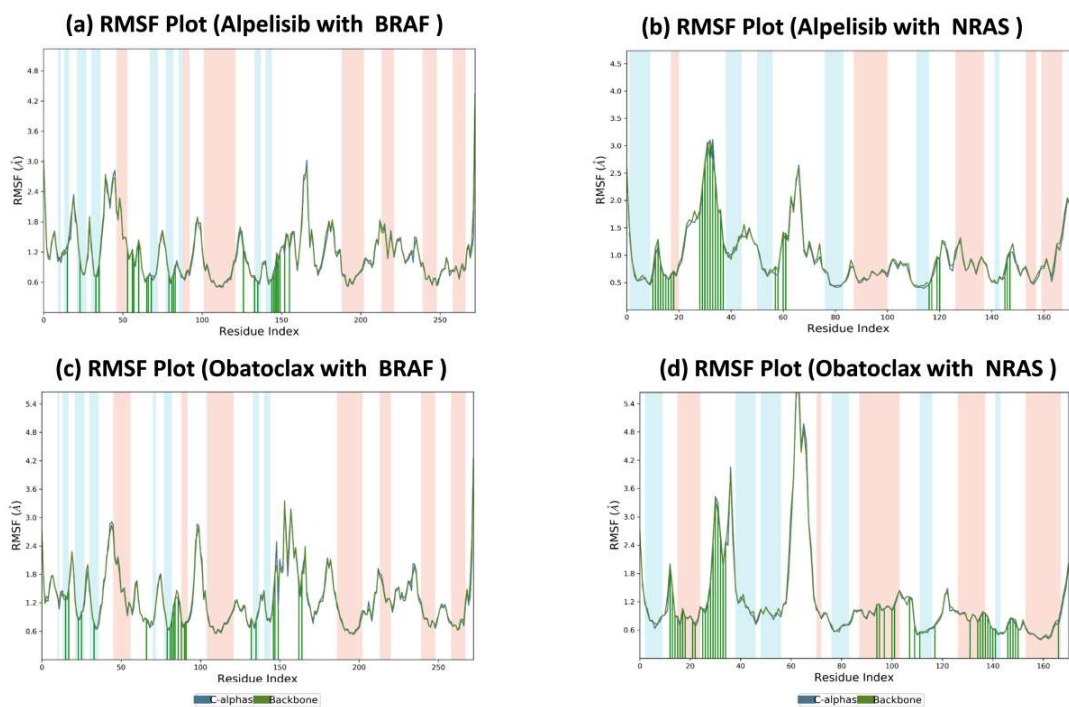 (a) RMSF Plot (Alpelisib with BRAF )
4.8
4.2
3.6
3.0
2.4
1.8
1.2
0.6
RMSF (Å)
0 50 100 150 200 250
Residue Index
(b) RMSF Plot (Alpelisib with NRAS )
4.5
4.0
3.5
3.0
2.5
2.0
1.5
1.0
0.5
RMSF (Å)
0 20 40 60 80 100 120 140 160
Residue Index
(c) RMSF Plot (Obatoclax with BRAF )
5.4
4.8
4.2
3.6
3.0
2.4
1.8
1.2
0.6
RMSF (Å)
0 50 100 150 200 250
Residue Index
C-alphas Backbone
(d) RMSF Plot (Obatoclax with NRAS )
5.4
4.8
4.2
3.6
3.0
2.4
1.8
1.2
0.6
RMSF (Å)
0 20 40 60 80 100 120 140 160
Residue Index
C-alphas Backbone